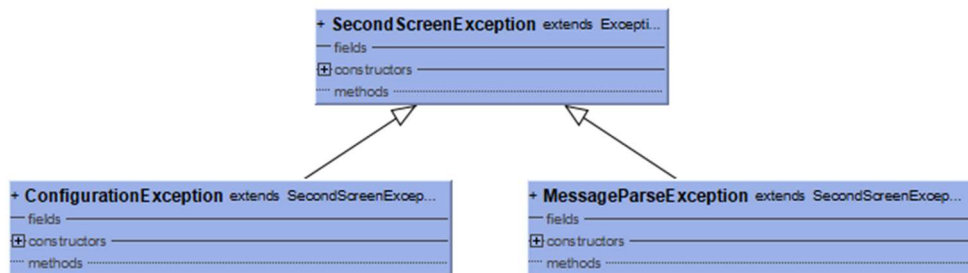 + SecondScreenException extends Excepti...
fields
+ constructors
methods
+ ConfigurationException extends SecondScreenExcep...
fields
+ constructors
methods
+ MessageParseException extends SecondScreenExcep...
fields
+ constructors
methods